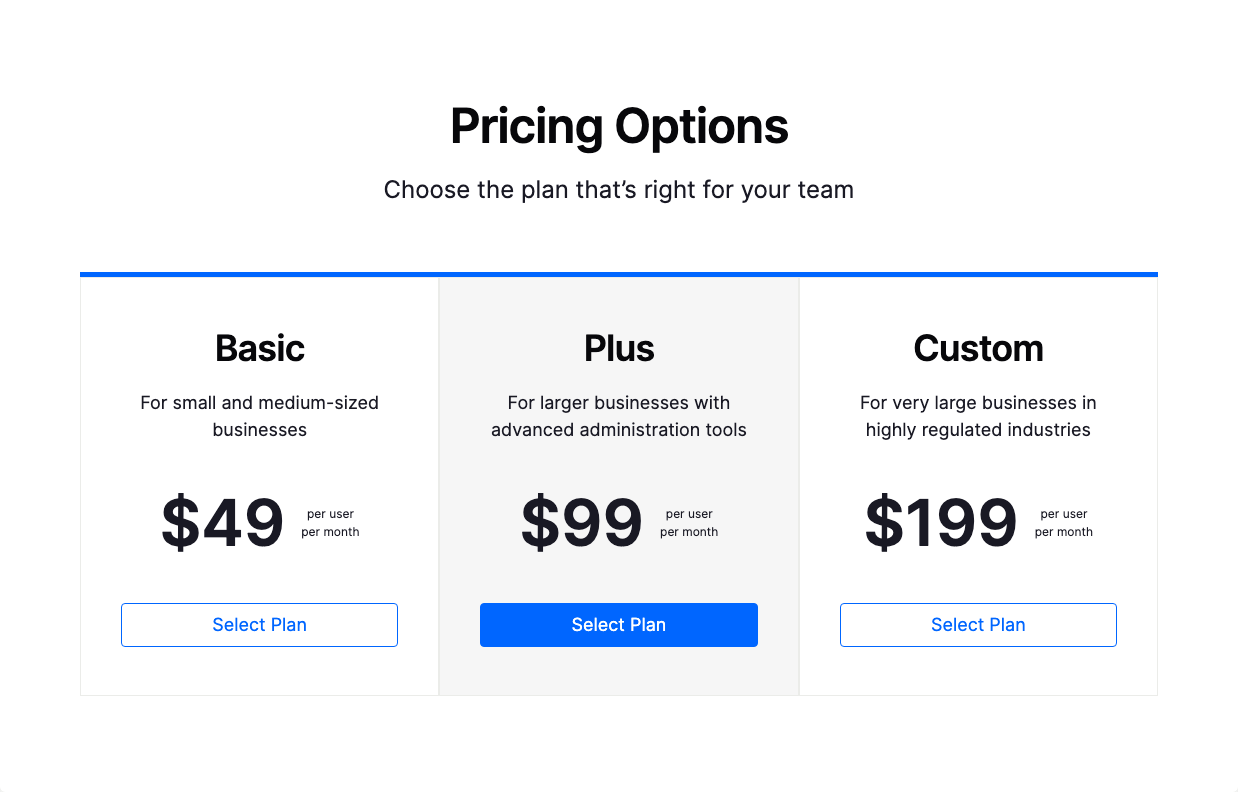 Pricing Options
Choose the plan that’s right for your team
Basic
For small and medium-sized
businesses
$49
per user
per month
Select Plan
Plus
For larger businesses with
advanced administration tools
$99
per user
per month
Select Plan
Custom
For very large businesses in
highly regulated industries
$199
per user
per month
Select Plan